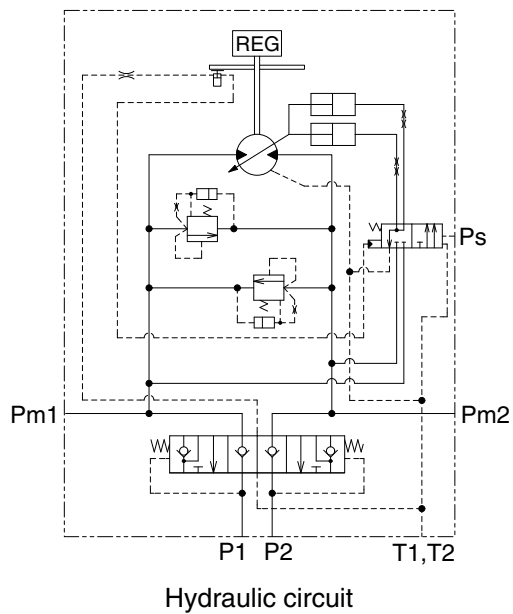 REG
Ps
Pm1
Pm2
P1 P2
T1,T2
Hydraulic circuit